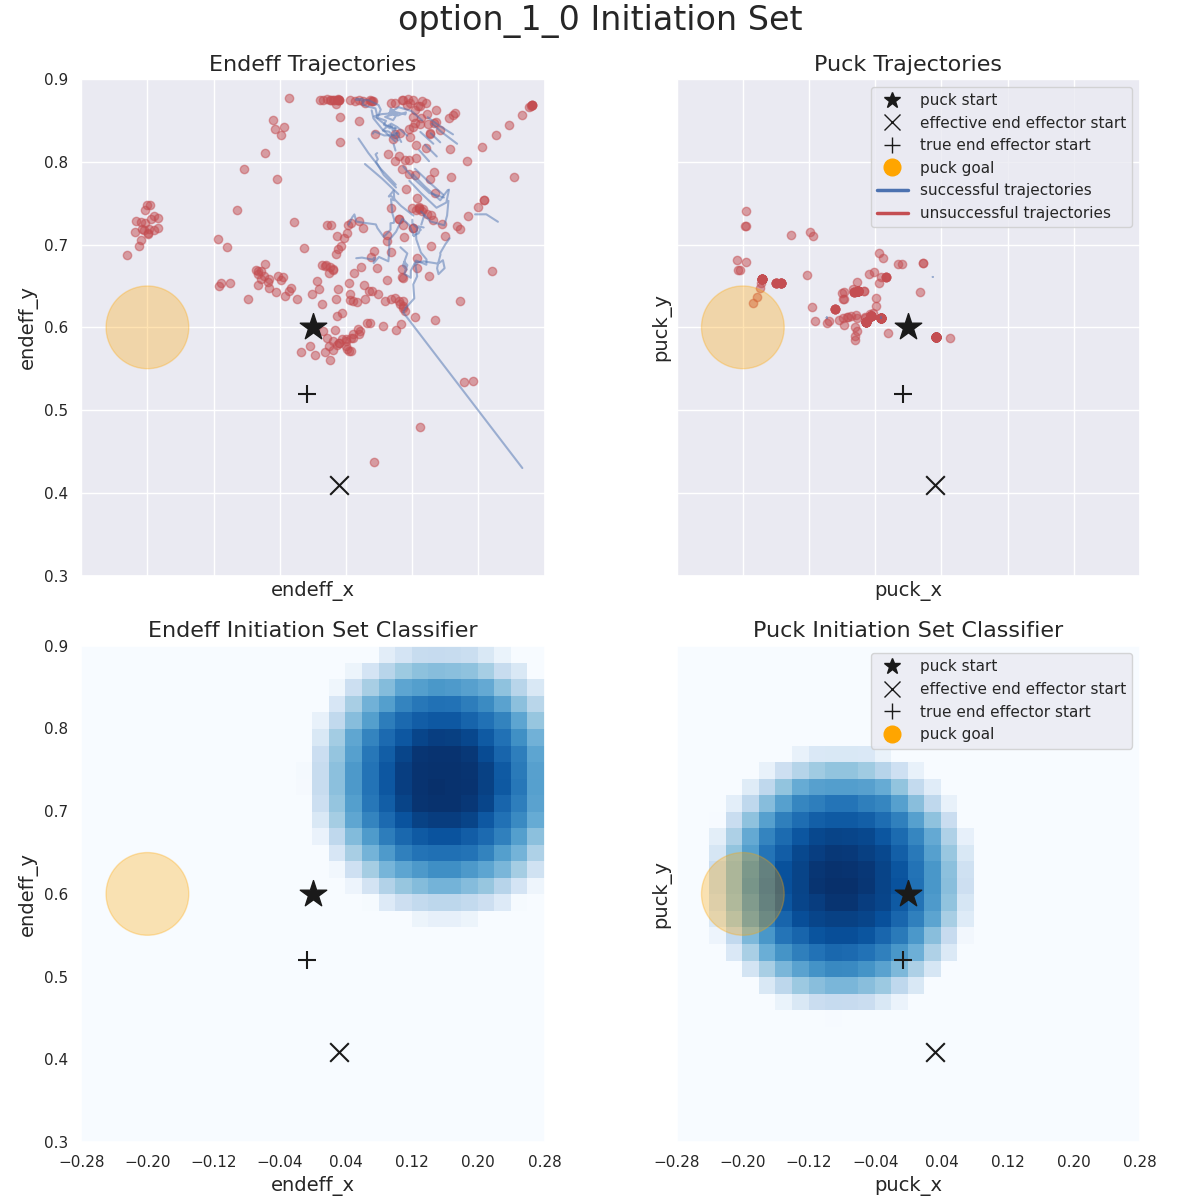 option_1_0 Initiation Set
Endeff Trajectories
Puck Trajectories
0.9
0.8
0.7
0.6
0.5
0.4
0.3
endeff_y
endeff_x
puck start
effective end effector start
true end effector start
puck goal
successful trajectories
unsuccessful trajectories
puck_y
puck_x
Endeff Initiation Set Classifier
Puck Initiation Set Classifier
0.9
0.8
0.7
0.6
0.5
0.4
0.3
endeff_y
−0.28 −0.20 −0.12 −0.04 0.04 0.12 0.20 0.28
endeff_x
puck start
effective end effector start
true end effector start
puck goal
puck_y
−0.28 −0.20 −0.12 −0.04 0.04 0.12 0.20 0.28
puck_x